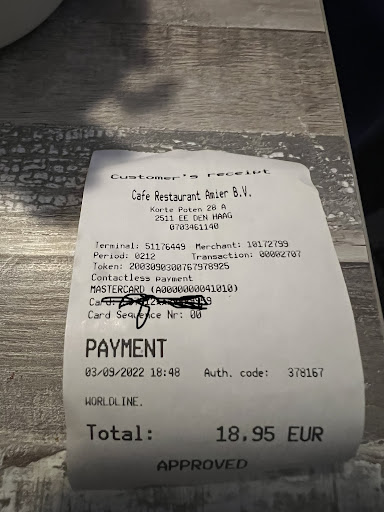 Customer's receipt
Cafe Restaurant Amier B.V.
Korte Poten 28 A
2511 EE DEN HAAG
0703461140
Terminal: 51176449 Merchant: 10172799
Period: 0212 Transaction: 00002707
Token: 2003090300767978925
Contactless payment
MASTERCARD (A0000000041010)
Card Sequence Nr: 00
PAYMENT
03/09/2022 18:48 Auth. code: 378167
WORLDLINE.
Total: 18.95 EUR
APPROVED